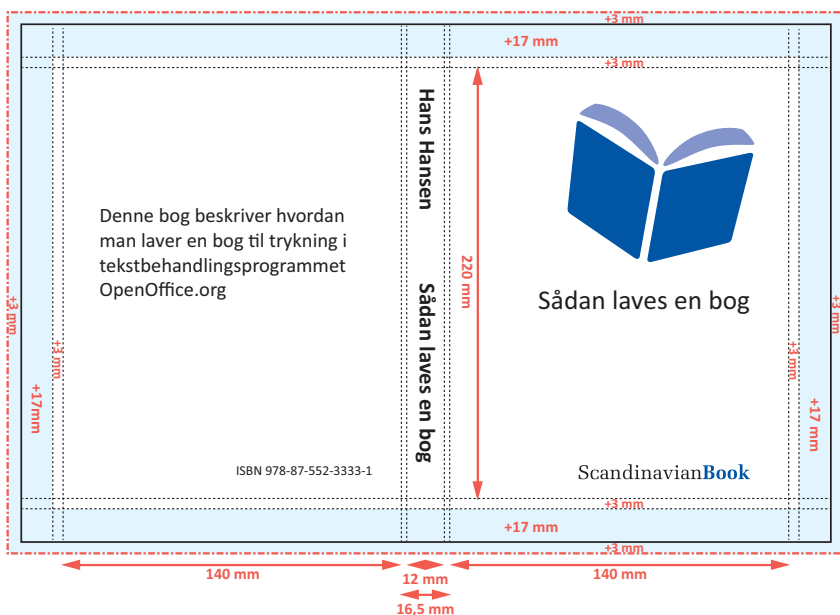 +3 mm
+17 mm
+3 mm
Denne bog beskriver hvordan
man laver en bog til trykning i
tekstbehandlingsprogrammet
OpenOffice.org
ISBN 978-87-552-3333-1
+3 mm
+3 mm
+17mm
Hans Hansen
Sådan laves en bog
220 mm
Sådan laves en bog
ScandinavianBook
+3 mm
+3 mm
+17 mm
+3 mm
+17 mm
+3 mm
140 mm
12 mm
140 mm
16,5 mm